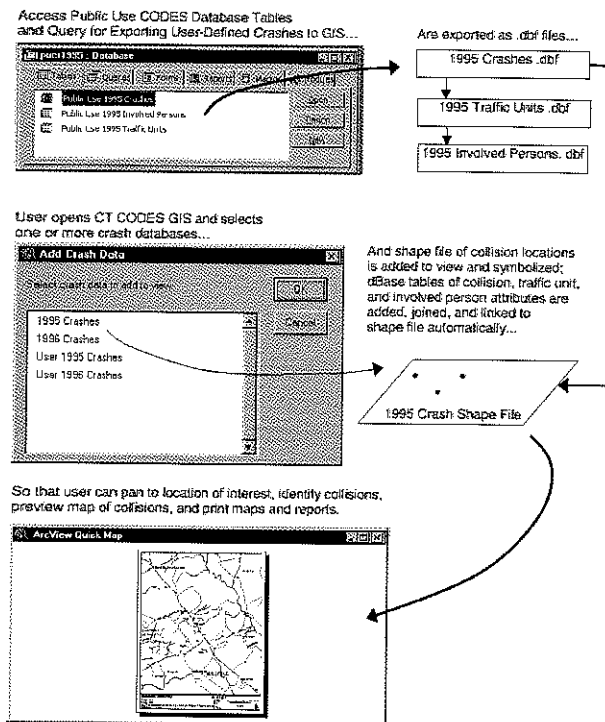 Access Public Use CODES Database Tables
and Query for Exporting User-Defined Crashes to GIS...
Are exported as .dbf files...
: Database
Tables
Public Use 1995 Crashes
Public Use 1995 Involved Persons
Public Use 1995 Traffic Units
Open
Design
New
1995 Crashes .dbf
1995 Traffic Units .dbf
1995 Involved Persons. dbf
User opens CT CODES GIS and selects
one or more crash databases...
Add Crash Data
Select crash data to add to view
OK
Cancel
1995 Crashes
1996 Crashes
User 1995 Crashes
User 1996 Crashes
And shape file of collision locations
is added to view and symbolized;
dBase tables of collision, traffic unit,
and involved person attributes are
added, joined, and linked to
shape file automatically...
1995 Crash Shape File
So that user can pan to location of interest, identify collisions,
preview map of collisions, and print maps and reports.
ArcView Quick Map